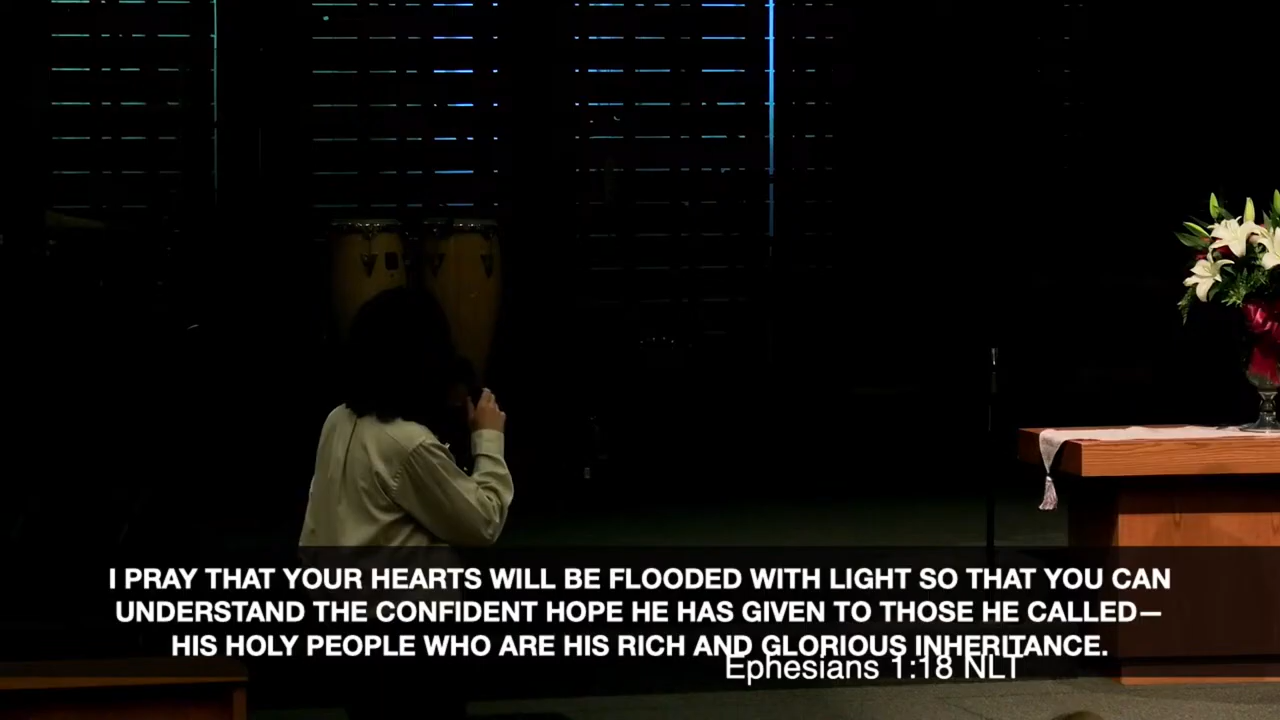 I PRAY THAT YOUR HEARTS WILL BE FLOODED WITH LIGHT SO THAT YOU CAN
UNDERSTAND THE CONFIDENT HOPE HE HAS GIVEN TO THOSE HE CALLED—
HIS HOLY PEOPLE WHO ARE HIS RICH AND GLORIOUS INHERITANCE.
Ephesians 1:18 NLT